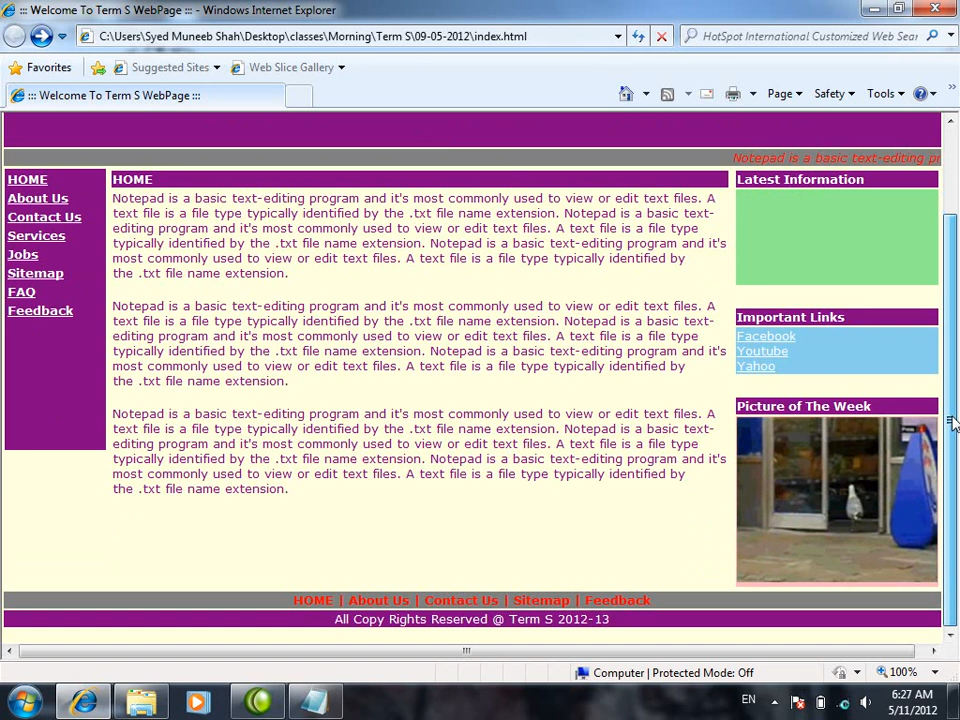 ::: Welcome To Term S WebPage ::: - Windows Internet Explorer
C:\Users\Syed Muneeb Shah\Desktop\classes\Morning\Term S\09-05-2012\index.html
HotSpot International Customized Web Sear
Favorites
Suggested Sites
Web Slice Gallery
::: Welcome To Term S WebPage :::
Page
Safety
Tools
Notepad is a basic text-editing pr
HOME
About Us
Contact Us
Services
Jobs
Sitemap
FAQ
Feedback
HOME
Notepad is a basic text-editing program and it's most commonly used to view or edit text files. A
text file is a file type typically identified by the .txt file name extension. Notepad is a basic text-
editing program and it's most commonly used to view or edit text files. A text file is a file type
typically identified by the .txt file name extension. Notepad is a basic text-editing program and it's
most commonly used to view or edit text files. A text file is a file type typically identified by
the .txt file name extension.
Notepad is a basic text-editing program and it's most commonly used to view or edit text files. A
text file is a file type typically identified by the .txt file name extension. Notepad is a basic text-
editing program and it's most commonly used to view or edit text files. A text file is a file type
typically identified by the .txt file name extension. Notepad is a basic text-editing program and it's
most commonly used to view or edit text files. A text file is a file type typically identified by
the .txt file name extension.
Notepad is a basic text-editing program and it's most commonly used to view or edit text files. A
text file is a file type typically identified by the .txt file name extension. Notepad is a basic text-
editing program and it's most commonly used to view or edit text files. A text file is a file type
typically identified by the .txt file name extension. Notepad is a basic text-editing program and it's
most commonly used to view or edit text files. A text file is a file type typically identified by
the .txt file name extension.
Latest Information
Important Links
Facebook
Youtube
Yahoo
Picture of The Week
HOME | About Us | Contact Us | Sitemap | Feedback
All Copy Rights Reserved @ Term S 2012-13
Computer | Protected Mode: Off
100%
EN
6:27 AM
5/11/2012